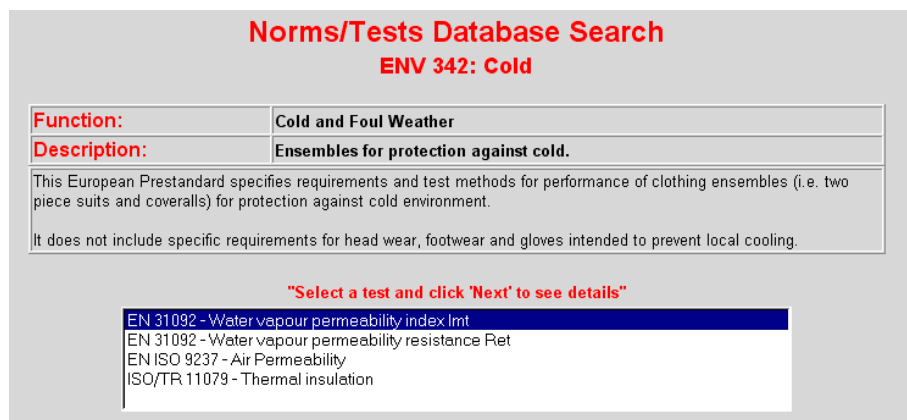 Norms/Tests Database Search
ENV 342: Cold
Function: Cold and Foul Weather
Description: Ensembles for protection against cold.
This European Prestandard specifies requirements and test methods for performance of clothing ensembles (i.e. two
piece suits and coveralls) for protection against cold environment.
It does not include specific requirements for head wear, footwear and gloves intended to prevent local cooling.
"Select a test and click 'Next' to see details"
EN 31092 - Water vapour permeability index Imt
EN 31092 - Water vapour permeability resistance Ret
EN ISO 9237 - Air Permeability
ISO/TR 11079 - Thermal insulation